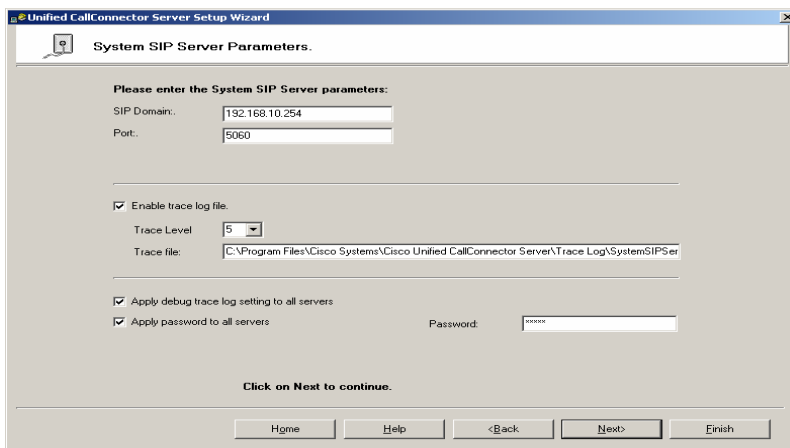 Unified CallConnector Server Setup Wizard
System SIP Server Parameters.
Please enter the System SIP Server parameters:
SIP Domain:. 192.168.10.254
Port:. 5060
Enable trace log file.
Trace Level 5
Trace file: C:\Program Files\Cisco Systems\Cisco Unified CallConnector Server\Trace Log\SystemSIPSer
Apply debug trace log setting to all servers
Apply password to all servers Password: xxxxx
Click on Next to continue.
Home Help <Back Next> Finish